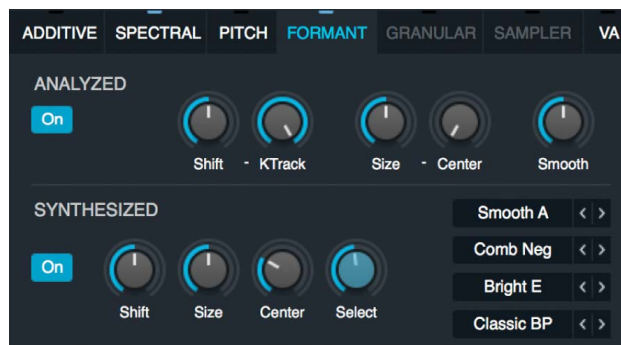 ADDITIVE SPECTRAL PITCH FORMANT GRANULAR SAMPLER VA
ANALYZED
On
Shift - KTrack Size - Center Smooth
SYNTHESIZED
Smooth A < >
Comb Neg < >
On
Bright E < >
Shift Size Center Select
Classic BP < >